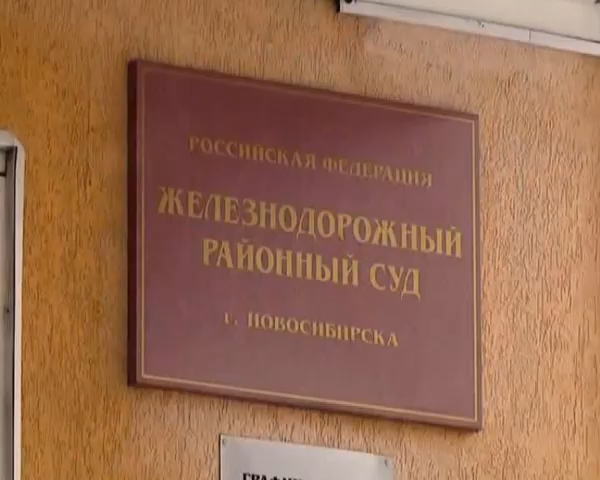 РОССИЙСКАЯ ФЕДЕРАЦИЯ
ЖЕЛЕЗНОДОРОЖНЫЙ
РАЙОННЫЙ СУД
г. НОВОСИБИРСКА